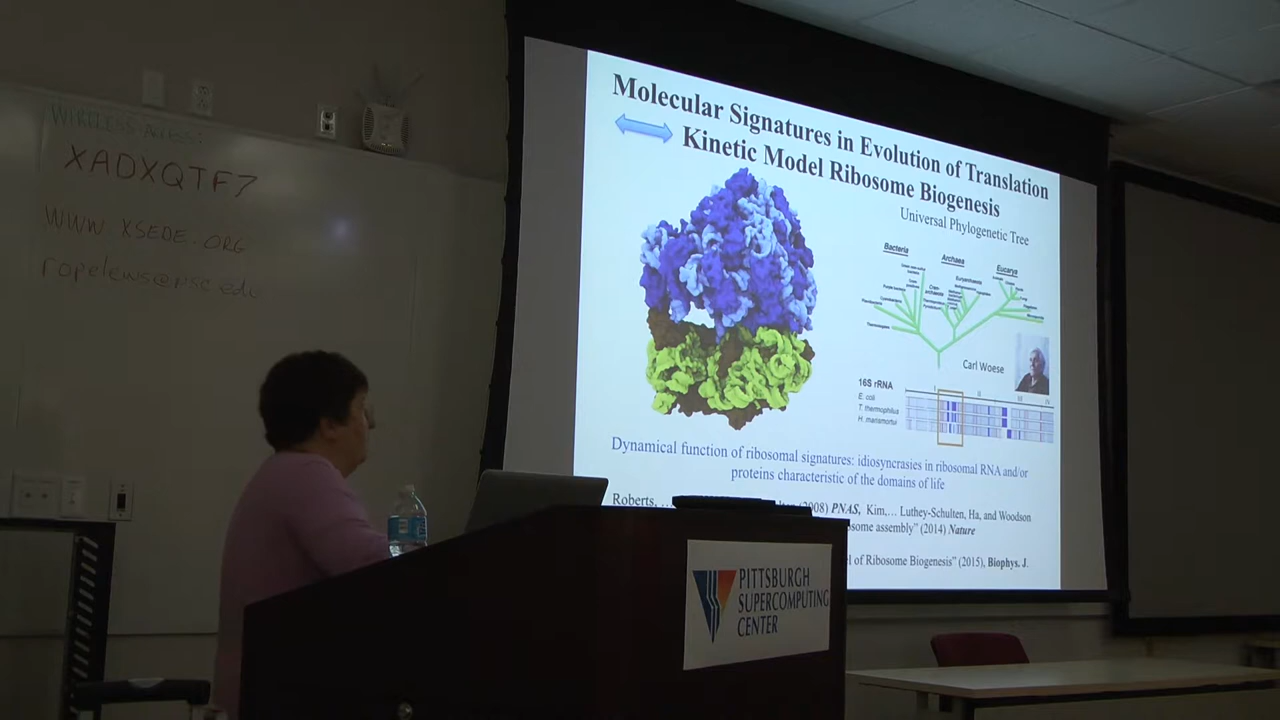 WIRELESS Access:
XADXQTF7
WWW.XSEDE.ORG
ropelews@psc.edu
Molecular Signatures in Evolution of Translation
Kinetic Model Ribosome Biogenesis
Universal Phylogenetic Tree
Bacteria
Archaea
Eucarya
Carl Woese
16S rRNA
I
II
III
IV
E. coli
T. thermophilus
H. marismortui
Dynamical function of ribosomal signatures: idiosyncrasies in ribosomal RNA and/or
proteins characteristic of the domains of life
Roberts, … (2008) PNAS, Kim,… Luthey-Schulten, Ha, and Woodson
assembly” (2014) Nature
of Ribosome Biogenesis” (2015), Biophys. J.
PITTSBURGH
SUPERCOMPUTING
CENTER